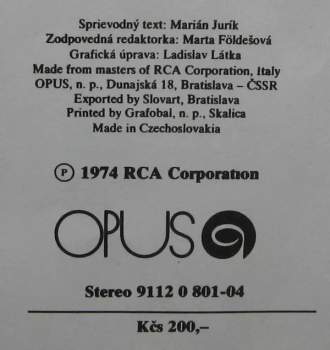 Sprievodný text: Marián Jurík
Zodpovedná redaktorka: Marta Földešová
Grafická úprava: Ladislav Látka
Made from masters of RCA Corporation, Italy
OPUS, n. p., Dunajská 18, Bratislava – ČSSR
Exported by Slovart, Bratislava
Printed by Grafobal, n. p., Skalica
Made in Czechoslovakia
Ⓟ 1974 RCA Corporation
OPUS
Stereo 9112 0 801-04
Kčs 200,–